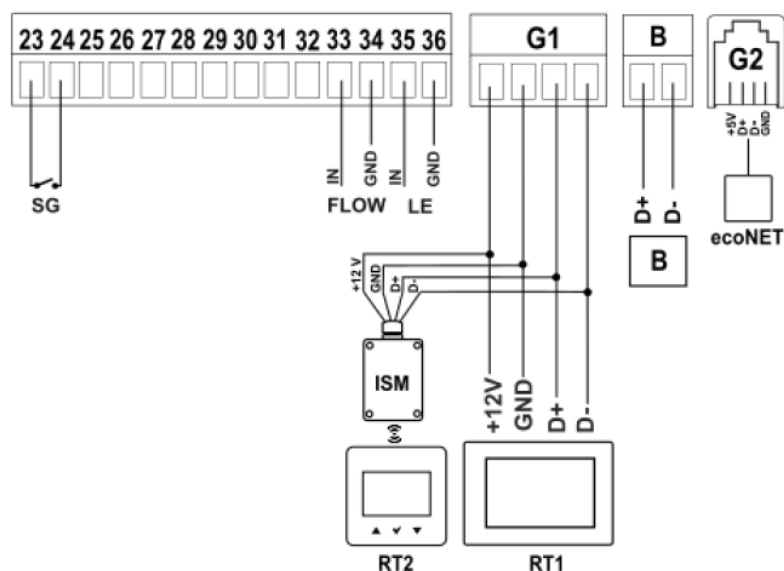 23 24 25 26 27 28 29 30 31 32 33 34 35 36
G1
B
G2
+5V
D+
D-
GND
IN
GND
IN
GND
SG
FLOW
LE
D+
D-
ecoNET
B
+12 V
GND
D+
D-
ISM
+12V
GND
D+
D-
RT2
RT1